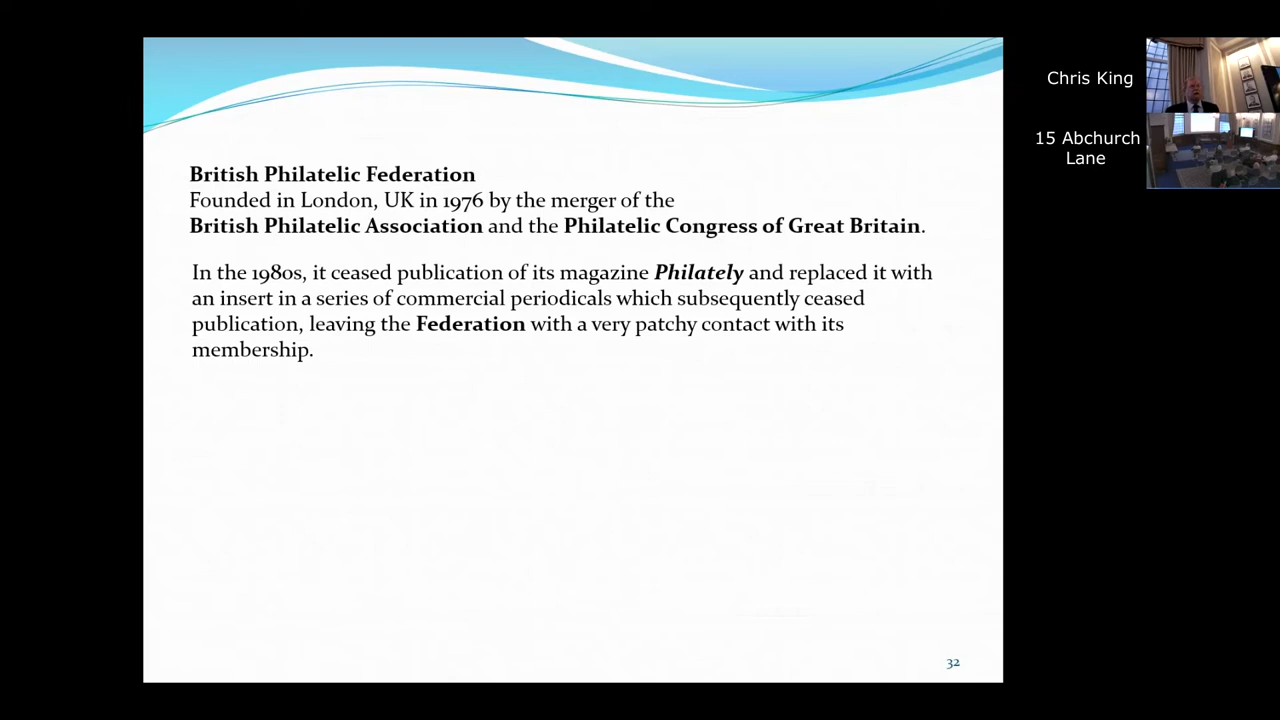 British Philatelic Federation
Founded in London, UK in 1976 by the merger of the
British Philatelic Association and the Philatelic Congress of Great Britain.
In the 1980s, it ceased publication of its magazine Philately and replaced it with
an insert in a series of commercial periodicals which subsequently ceased
publication, leaving the Federation with a very patchy contact with its
membership.
32
Chris King
15 Abchurch
Lane